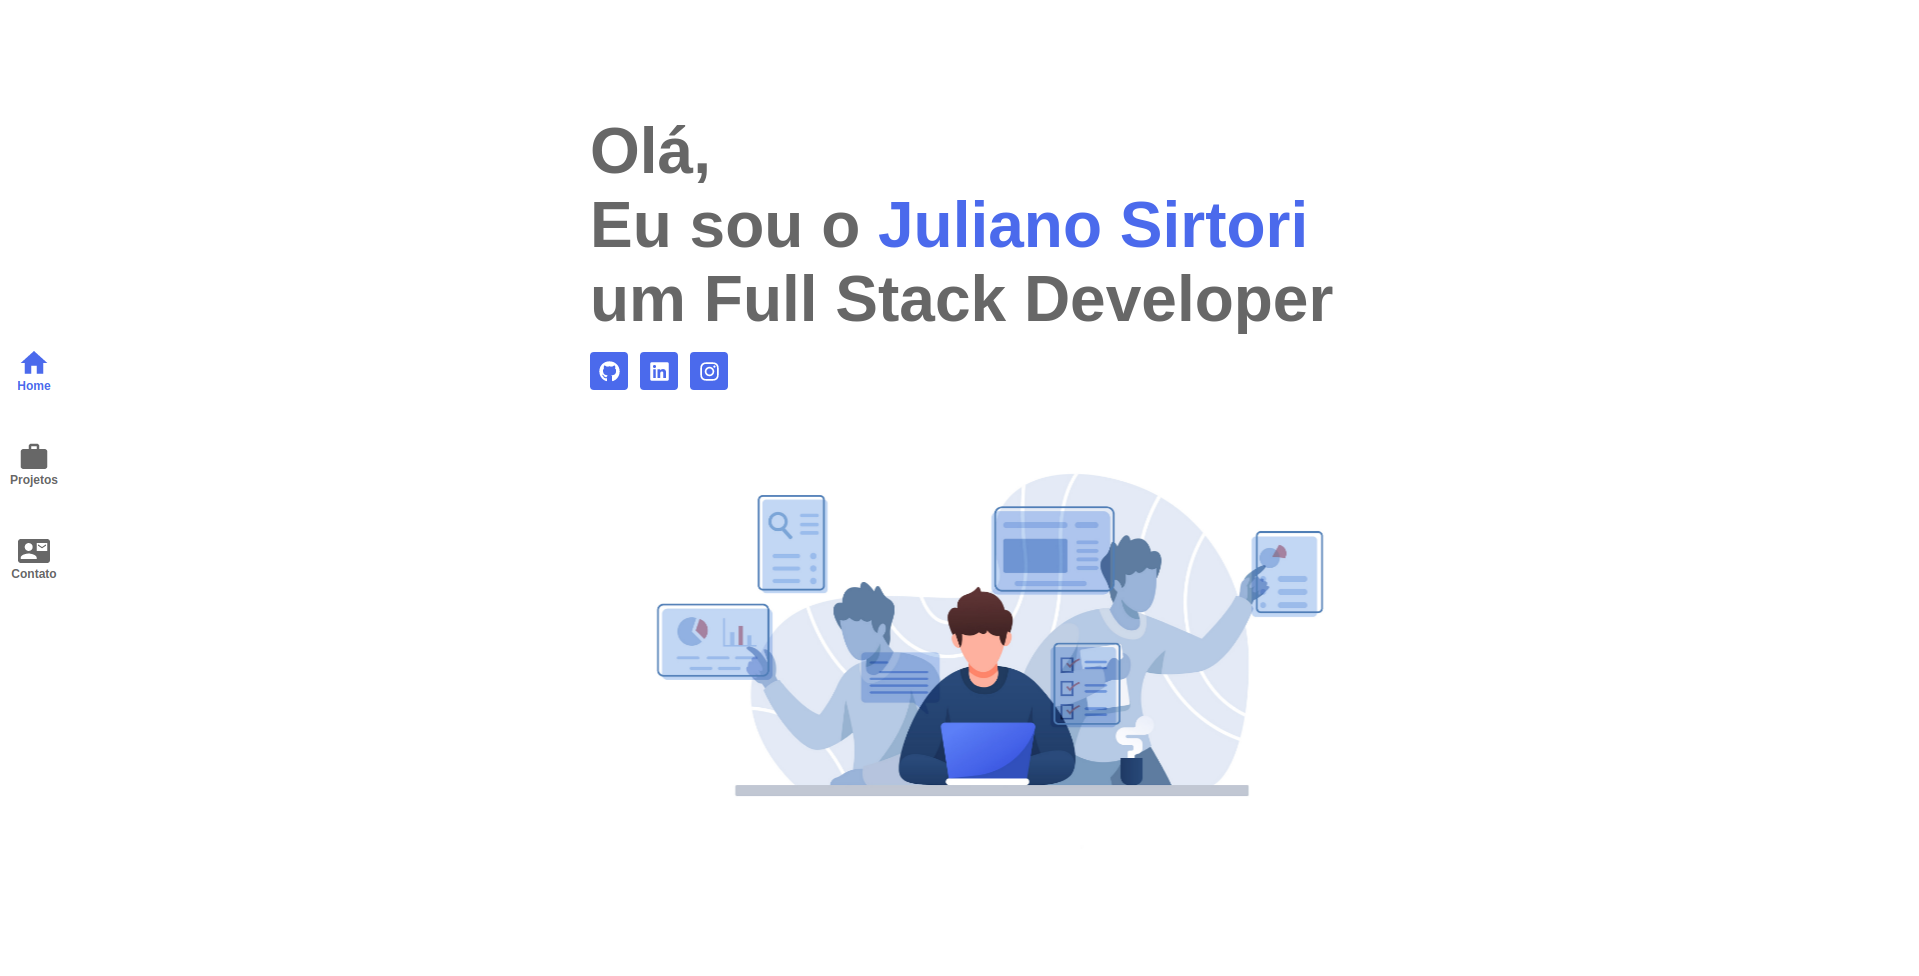 Olá,
Eu sou o Juliano Sirtori
um Full Stack Developer
Home
Projetos
Contato